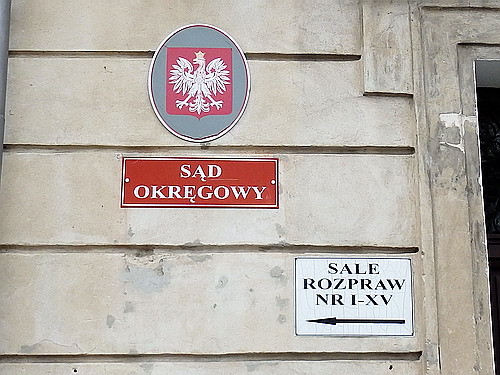 SĄD
OKRĘGOWY
SALE
ROZPRAW
NR I-XV